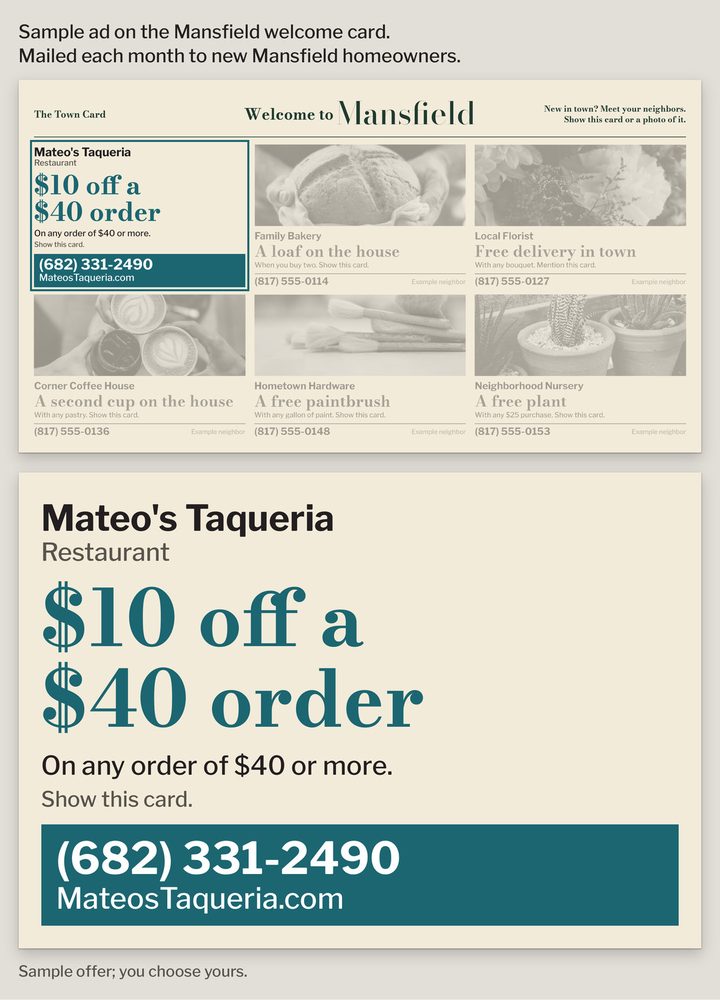 Sample ad on the Mansfield welcome card.
Mailed each month to new Mansfield homeowners.
The Town Card
Welcome to Mansfield
New in town? Meet your neighbors.
Show this card or a photo of it.
Mateo's Taqueria
Restaurant
$10 off a
$40 order
On any order of $40 or more.
Show this card.
(682) 331-2490
MateosTaqueria.com
Family Bakery
A loaf on the house
When you buy two. Show this card.
(817) 555-0114 Example neighbor
Local Florist
Free delivery in town
With any bouquet. Mention this card.
(817) 555-0127 Example neighbor
Corner Coffee House
A second cup on the house
With any pastry. Show this card.
(817) 555-0136 Example neighbor
Hometown Hardware
A free paintbrush
With any gallon of paint. Show this card.
(817) 555-0148 Example neighbor
Neighborhood Nursery
A free plant
With any $25 purchase. Show this card.
(817) 555-0153 Example neighbor
Mateo's Taqueria
Restaurant
$10 off a
$40 order
On any order of $40 or more.
Show this card.
(682) 331-2490
MateosTaqueria.com
Sample offer; you choose yours.